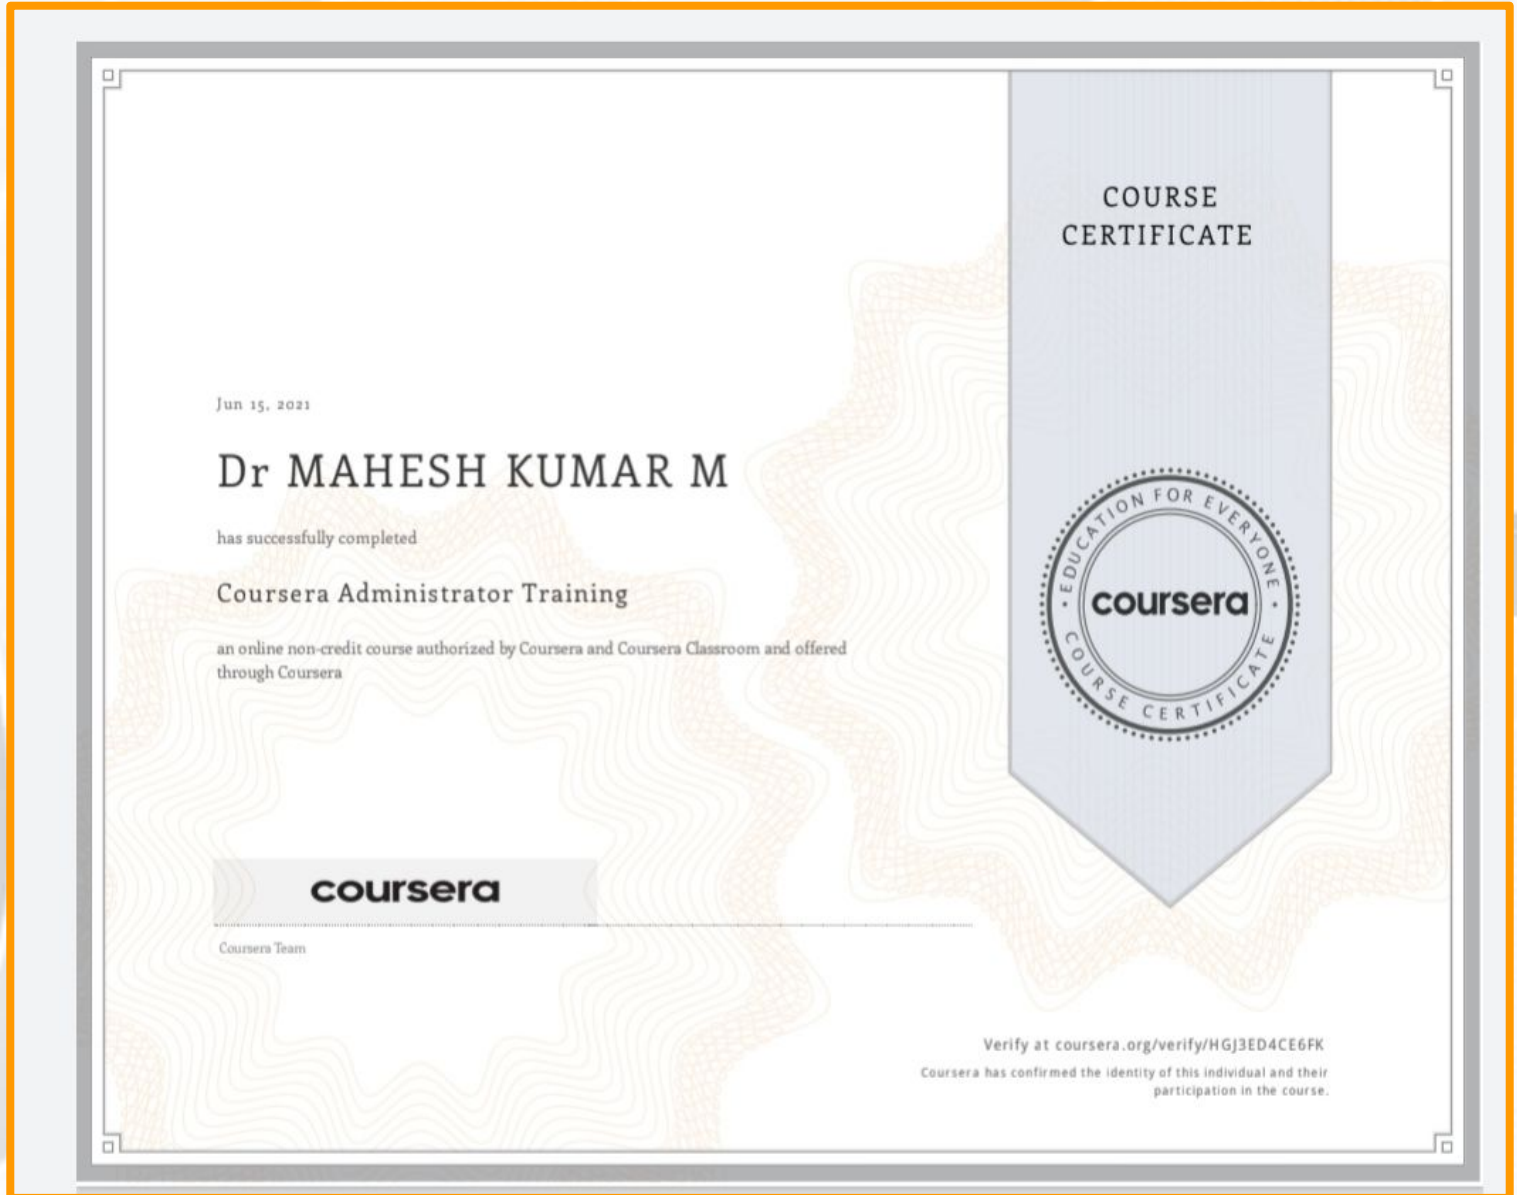 COURSE
CERTIFICATE
Jun 15, 2021
Dr MAHESH KUMAR M
has successfully completed
Coursera Administrator Training
an online non-credit course authorized by Coursera and Coursera Classroom and offered
through Coursera
• EDUCATION FOR EVERYONE •
coursera
COURSE CERTIFICATE
coursera
Coursera Team
Verify at coursera.org/verify/HGJ3ED4CE6FK
Coursera has confirmed the identity of this individual and their
participation in the course.